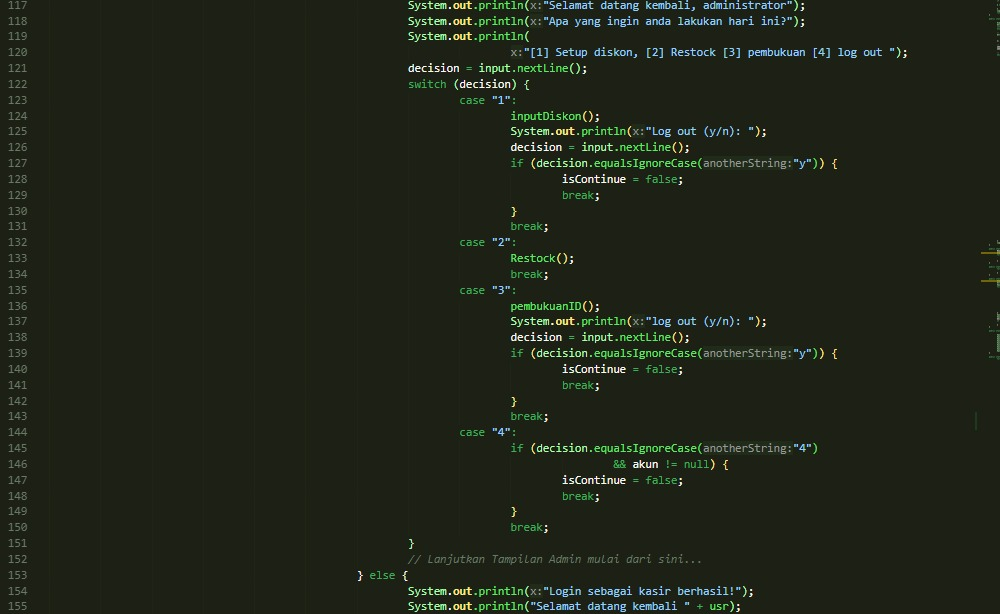 117 System.out.println(x:"Selamat datang kembali, administrator");
118 System.out.println(x:"Apa yang ingin anda lakukan hari ini?");
119 System.out.println(
120 x:"[1] Setup diskon, [2] Restock [3] pembukuan [4] log out ");
121 decision = input.nextLine();
122 switch (decision) {
123 case "1":
124 inputDiskon();
125 System.out.println(x:"Log out (y/n): ");
126 decision = input.nextLine();
127 if (decision.equalsIgnoreCase(anotherString:"y")) {
128 isContinue = false;
129 break;
130 }
131 break;
132 case "2":
133 Restock();
134 break;
135 case "3":
136 pembukuanID();
137 System.out.println(x:"log out (y/n): ");
138 decision = input.nextLine();
139 if (decision.equalsIgnoreCase(anotherString:"y")) {
140 isContinue = false;
141 break;
142 }
143 break;
144 case "4":
145 if (decision.equalsIgnoreCase(anotherString:"4")
146 && akun != null) {
147 isContinue = false;
148 break;
149 }
150 break;
151 }
152 // Lanjutkan Tampilan Admin mulai dari sini...
153 } else {
154 System.out.println(x:"Login sebagai kasir berhasil!");
155 System.out.println("Selamat datang kembali " + usr);